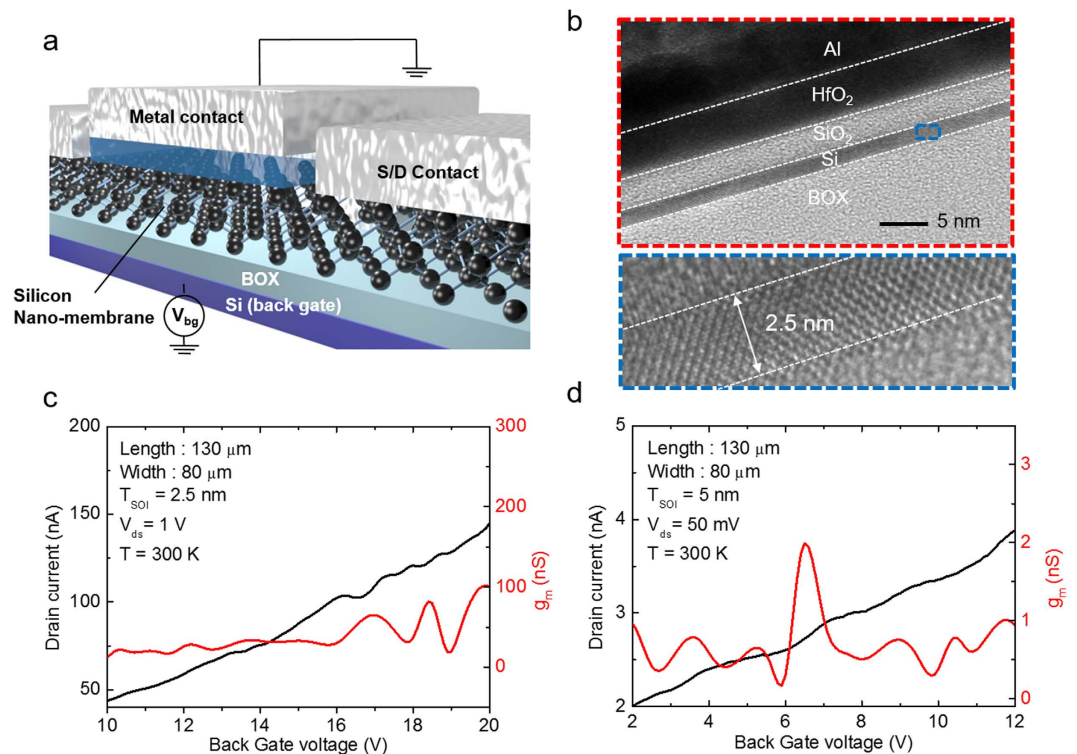 a
Metal contact
S/D Contact
BOX
Si (back gate)
Silicon
Nano-membrane
V_bg
b
Al
HfO₂
SiO₂
Si
BOX
5 nm
2.5 nm
c
Length : 130 μm
Width : 80 μm
T_SOI = 2.5 nm
V_ds = 1 V
T = 300 K
Drain current (nA)
200
150
100
50
300
200
100
0
g_m (nS)
10 12 14 16 18 20
Back Gate voltage (V)
d
Length : 130 μm
Width : 80 μm
T_SOI = 5 nm
V_ds = 50 mV
T = 300 K
Drain current (nA)
5
4
3
2
3
2
1
0
g_m (nS)
2 4 6 8 10 12
Back Gate voltage (V)